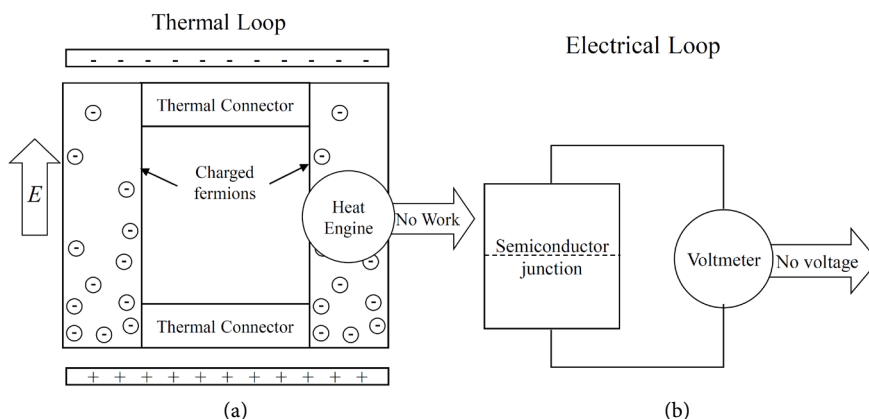 Thermal Loop
- - - - - - - - - - -
Thermal Connector
Charged
fermions
E
Heat
Engine
No Work
Thermal Connector
+ + + + + + + + + + +
(a)
Electrical Loop
Semiconductor
junction
Voltmeter
No voltage
(b)